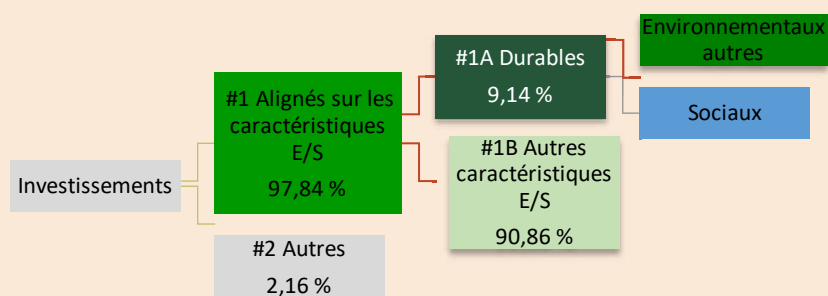 Investissements
#1 Alignés sur les
caractéristiques
E/S
97,84 %
#2 Autres
2,16 %
#1A Durables
9,14 %
#1B Autres
caractéristiques
E/S
90,86 %
Environnementaux
autres
Sociaux